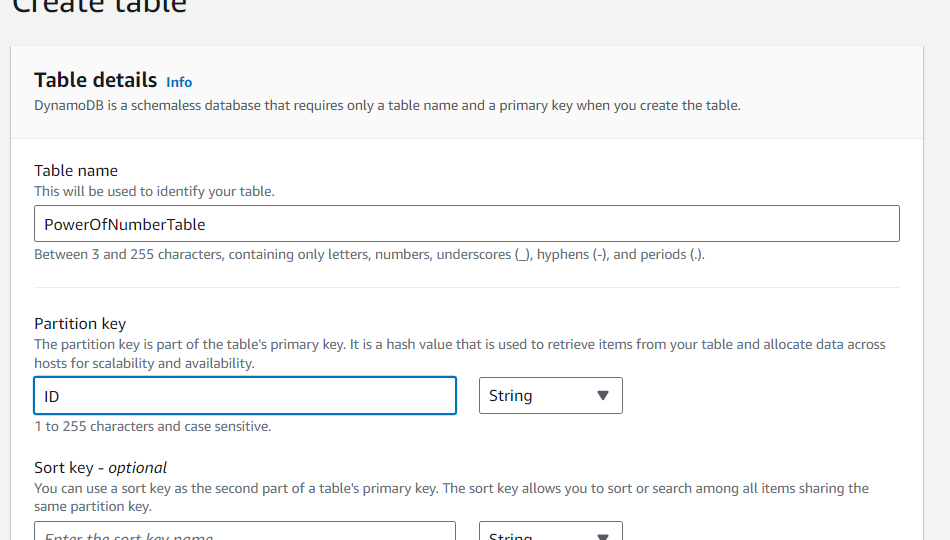 Create table
Table details Info
DynamoDB is a schemaless database that requires only a table name and a primary key when you create the table.
Table name
This will be used to identify your table.
PowerOfNumberTable
Between 3 and 255 characters, containing only letters, numbers, underscores (_), hyphens (-), and periods (.).
Partition key
The partition key is part of the table's primary key. It is a hash value that is used to retrieve items from your table and allocate data across
hosts for scalability and availability.
ID
String
1 to 255 characters and case sensitive.
Sort key - optional
You can use a sort key as the second part of a table's primary key. The sort key allows you to sort or search among all items sharing the
same partition key.
Enter the sort key name
String